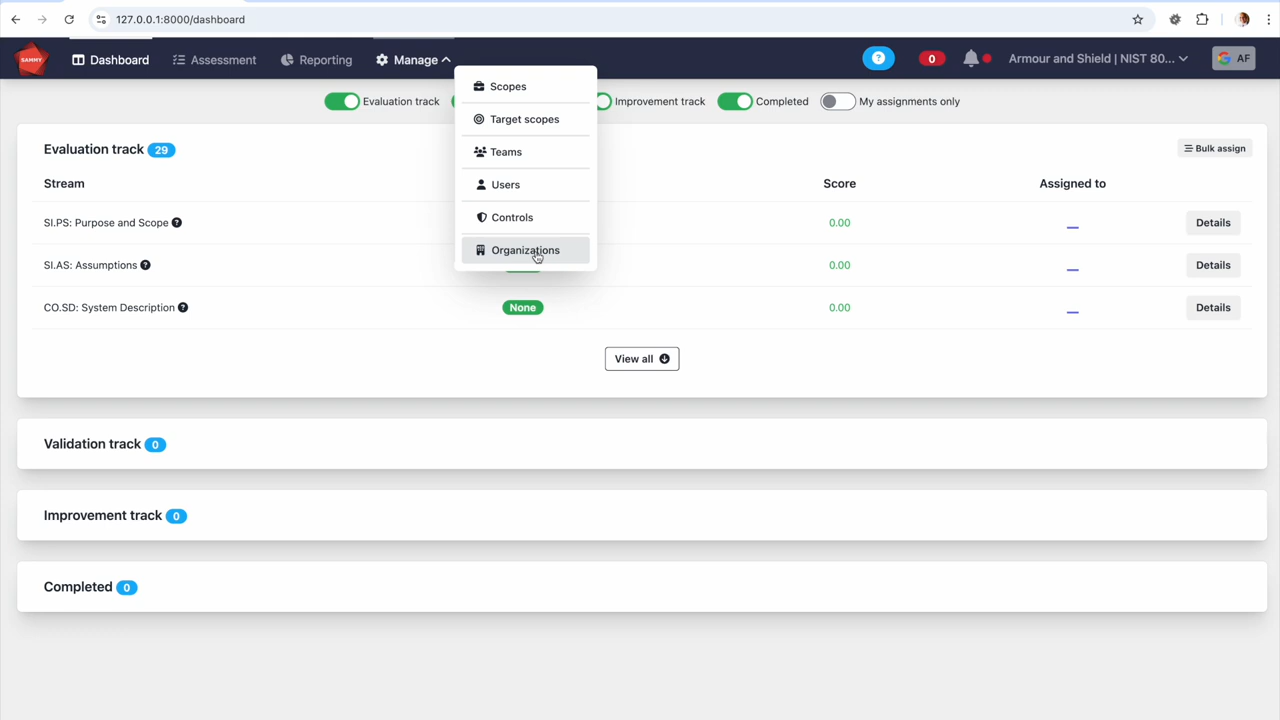 127.0.0.1:8000/dashboard
SAMMY Dashboard Assessment Reporting Manage 0 Armour and Shield | NIST 80... AF
Evaluation track Improvement track Completed My assignments only
Scopes
Target scopes
Teams
Users
Controls
Organizations
Evaluation track 29 Bulk assign
Stream Score Assigned to
SI.PS: Purpose and Scope 0.00 Details
SI.AS: Assumptions 0.00 Details
CO.SD: System Description None 0.00 Details
View all
Validation track 0
Improvement track 0
Completed 0